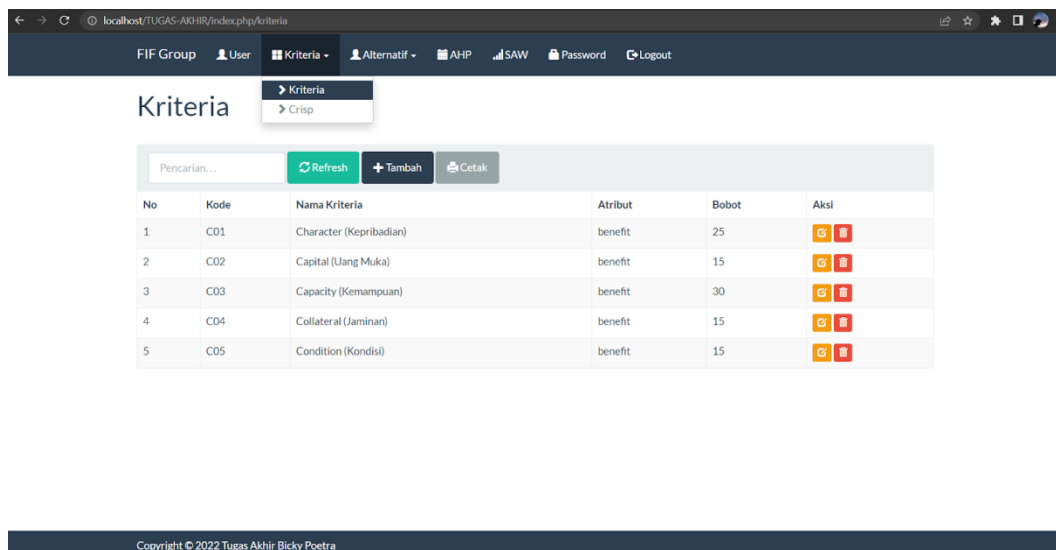 localhost/TUGAS-AKHIR/index.php/kriteria
FIF Group User Kriteria Alternatif AHP SAW Password Logout
Kriteria
Crisp
Kriteria
Pencarian... Refresh Tambah Cetak
No Kode Nama Kriteria Atribut Bobot Aksi
1 C01 Character (Kepribadian) benefit 25
2 C02 Capital (Uang Muka) benefit 15
3 C03 Capacity (Kemampuan) benefit 30
4 C04 Collateral (Jaminan) benefit 15
5 C05 Condition (Kondisi) benefit 15
Copyright © 2022 Tugas Akhir Bicky Poetra